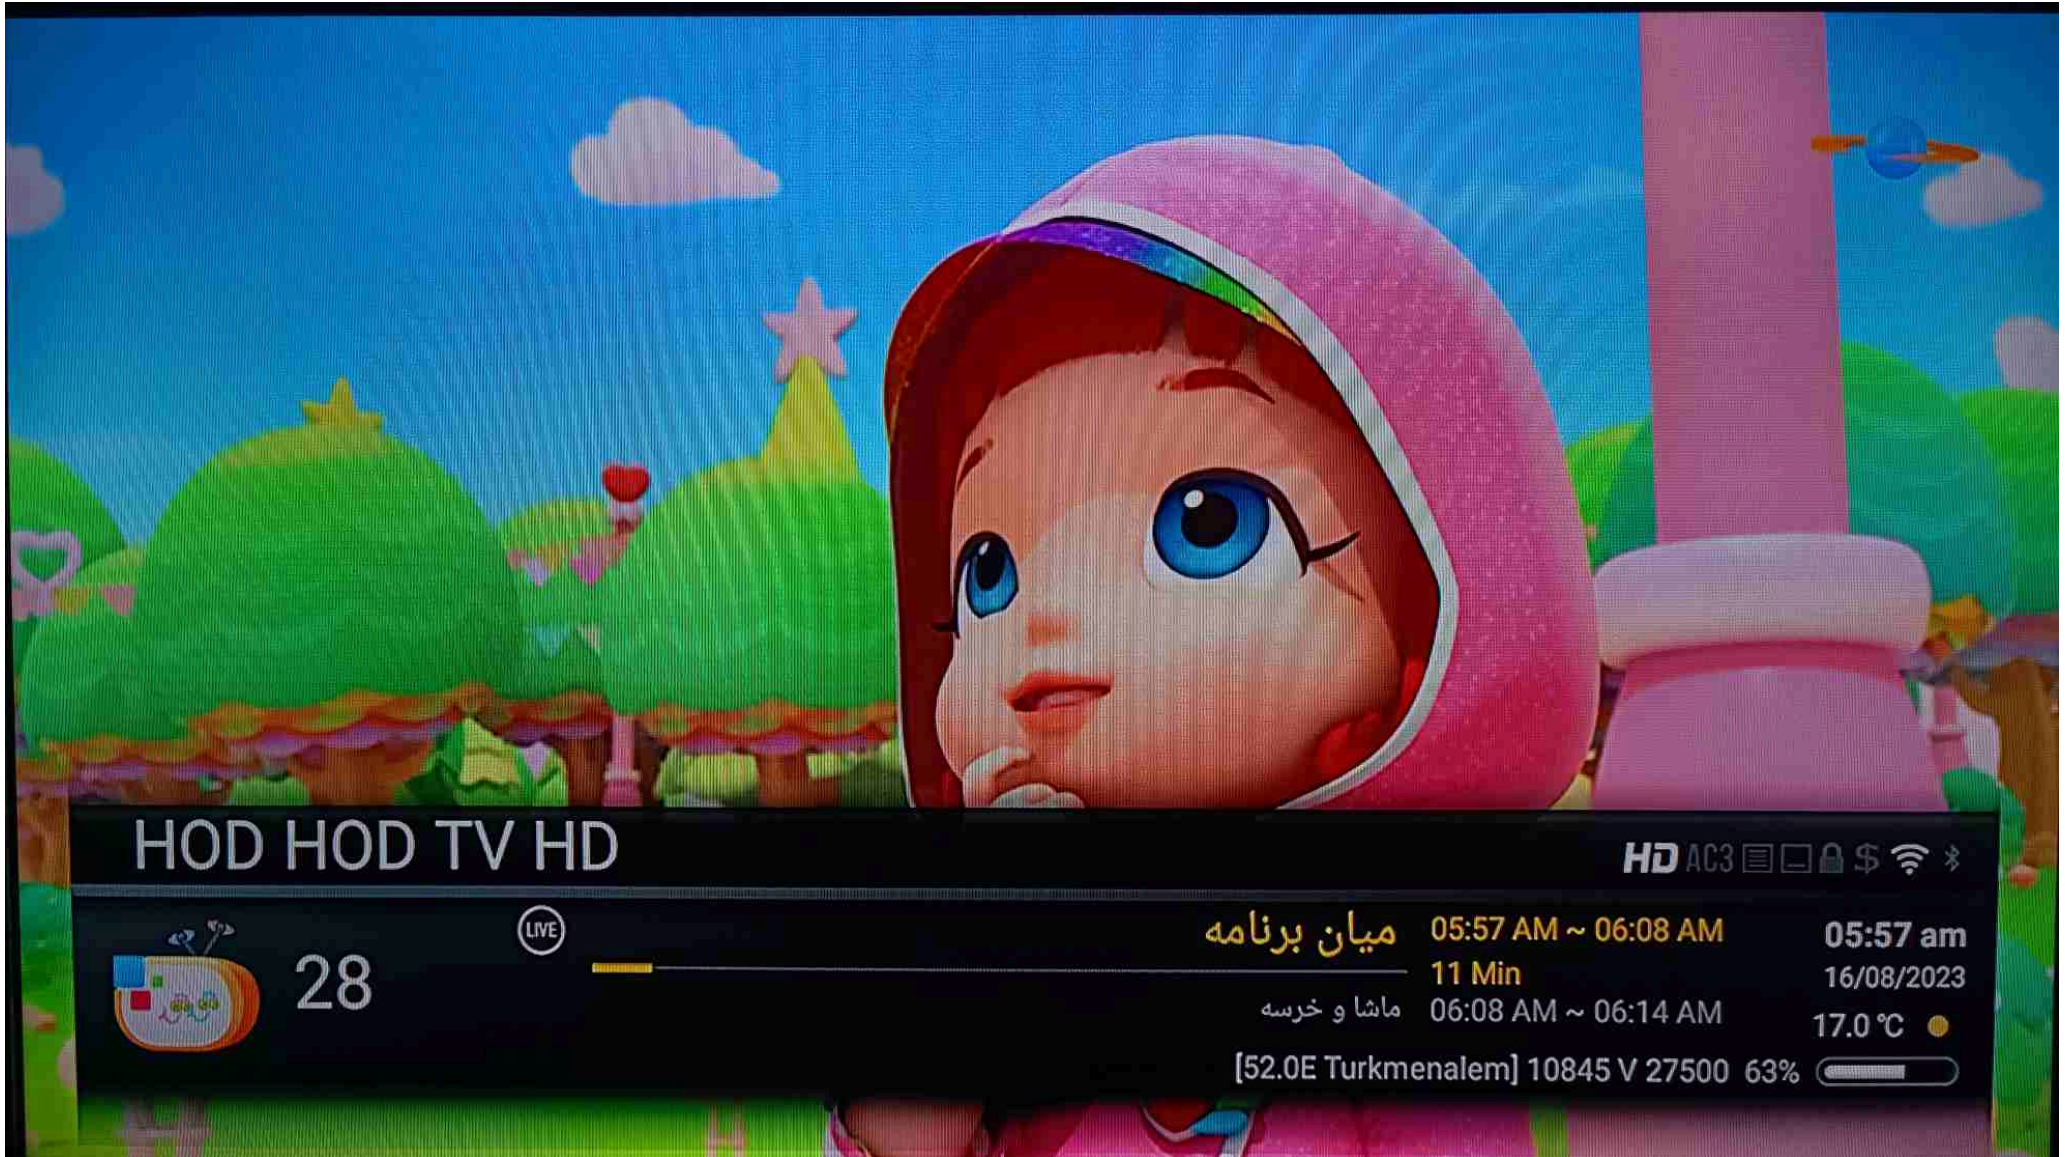 HOD HOD TV HD
HD AC3 $
28
LIVE
میان برنامه 05:57 AM ~ 06:08 AM
11 Min
ماشا و خرسه 06:08 AM ~ 06:14 AM
05:57 am
16/08/2023
17.0 °C
[52.0E Turkmenalem] 10845 V 27500 63%